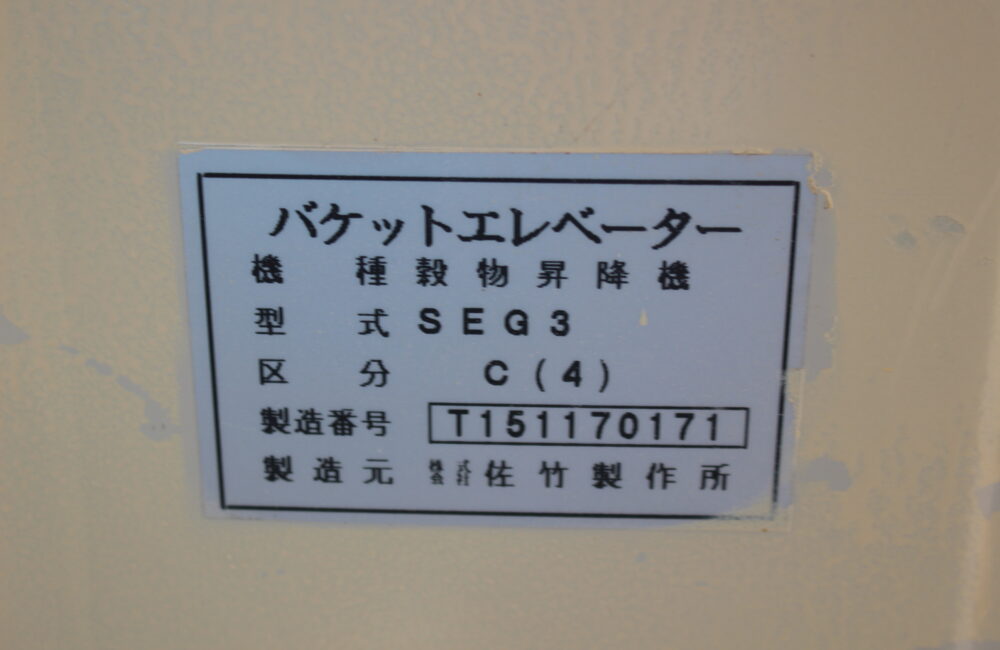 バケットエレベーター
機種 穀物昇降機
型式 SEG3
区分 C(4)
製造番号 T151170171
製造元 株式会社佐竹製作所